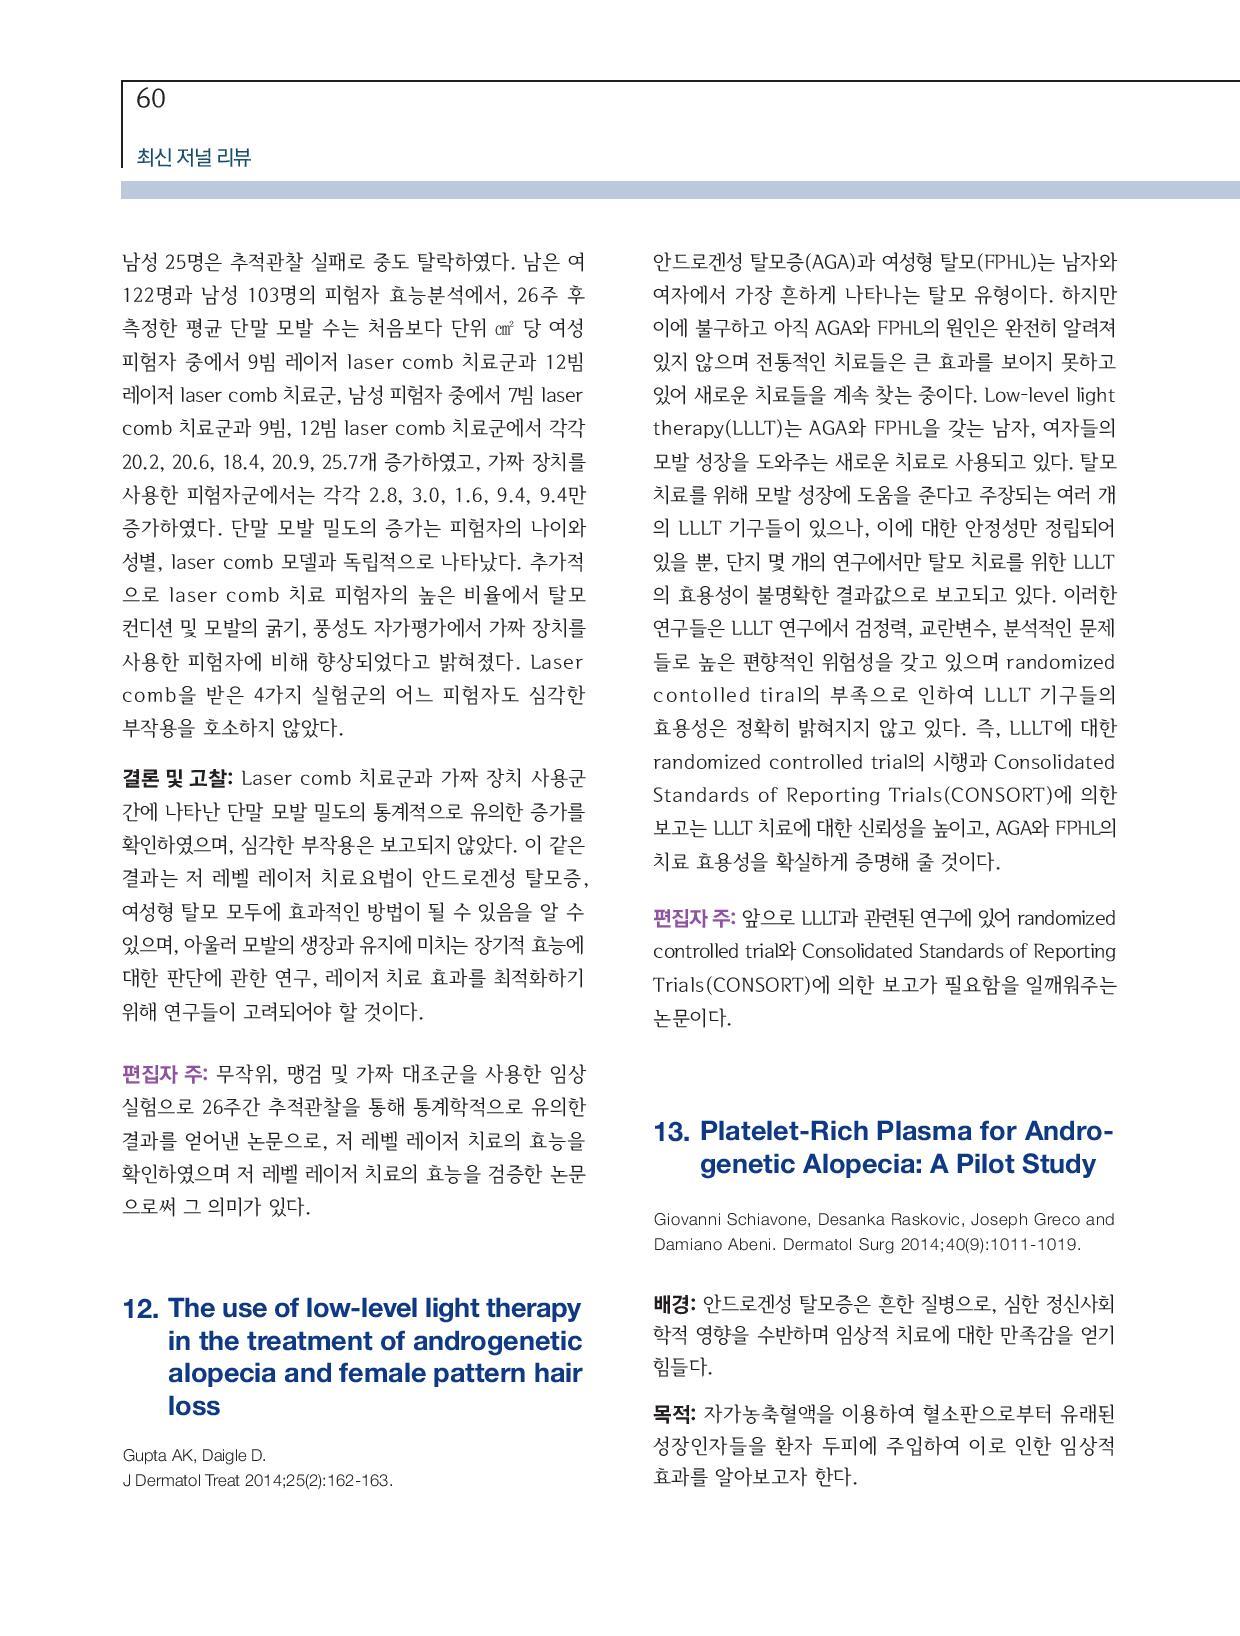 60
최신 저널 리뷰
남성 25명은 추적관찰 실패로 중도 탈락하였다. 남은 여
122명과 남성 103명의 피험자 효능분석에서, 26주 후
측정한 평균 단말 모발 수는 처음보다 단위 ㎠ 당 여성
피험자 중에서 9빔 레이저 laser comb 치료군과 12빔
레이저 laser comb 치료군, 남성 피험자 중에서 7빔 laser
comb 치료군과 9빔, 12빔 laser comb 치료군에서 각각
20.2, 20.6, 18.4, 20.9, 25.7개 증가하였고, 가짜 장치를
사용한 피험자군에서는 각각 2.8, 3.0, 1.6, 9.4, 9.4만
증가하였다. 단말 모발 밀도의 증가는 피험자의 나이와
성별, laser comb 모델과 독립적으로 나타났다. 추가적
으로 laser comb 치료 피험자의 높은 비율에서 탈모
컨디션 및 모발의 굵기, 풍성도 자가평가에서 가짜 장치를
사용한 피험자에 비해 향상되었다고 밝혀졌다. Laser
comb을 받은 4가지 실험군의 어느 피험자도 심각한
부작용을 호소하지 않았다.
결론 및 고찰: Laser comb 치료군과 가짜 장치 사용군
간에 나타난 단말 모발 밀도의 통계적으로 유의한 증가를
확인하였으며, 심각한 부작용은 보고되지 않았다. 이 같은
결과는 저 레벨 레이저 치료요법이 안드로겐성 탈모증,
여성형 탈모 모두에 효과적인 방법이 될 수 있음을 알 수
있으며, 아울러 모발의 생장과 유지에 미치는 장기적 효능에
대한 판단에 관한 연구, 레이저 치료 효과를 최적화하기
위해 연구들이 고려되어야 할 것이다.
편집자 주: 무작위, 맹검 및 가짜 대조군을 사용한 임상
실험으로 26주간 추적관찰을 통해 통계학적으로 유의한
결과를 얻어낸 논문으로, 저 레벨 레이저 치료의 효능을
확인하였으며 저 레벨 레이저 치료의 효능을 검증한 논문
으로써 그 의미가 있다.
12. The use of low-level light therapy
in the treatment of androgenetic
alopecia and female pattern hair
loss
Gupta AK, Daigle D.
J Dermatol Treat 2014;25(2):162-163.
안드로겐성 탈모증(AGA)과 여성형 탈모(FPHL)는 남자와
여자에서 가장 흔하게 나타나는 탈모 유형이다. 하지만
이에 불구하고 아직 AGA와 FPHL의 원인은 완전히 알려져
있지 않으며 전통적인 치료들은 큰 효과를 보이지 못하고
있어 새로운 치료들을 계속 찾는 중이다. Low-level light
therapy(LLLT)는 AGA와 FPHL을 갖는 남자, 여자들의
모발 성장을 도와주는 새로운 치료로 사용되고 있다. 탈모
치료를 위해 모발 성장에 도움을 준다고 주장되는 여러 개
의 LLLT 기구들이 있으나, 이에 대한 안정성만 정립되어
있을 뿐, 단지 몇 개의 연구에서만 탈모 치료를 위한 LLLT
의 효용성이 불명확한 결과값으로 보고되고 있다. 이러한
연구들은 LLLT 연구에서 검정력, 교란변수, 분석적인 문제
들로 높은 편향적인 위험성을 갖고 있으며 randomized
contolled tiral의 부족으로 인하여 LLLT 기구들의
효용성은 정확히 밝혀지지 않고 있다. 즉, LLLT에 대한
randomized controlled trial의 시행과 Consolidated
Standards of Reporting Trials(CONSORT)에 의한
보고는 LLLT 치료에 대한 신뢰성을 높이고, AGA와 FPHL의
치료 효용성을 확실하게 증명해 줄 것이다.
편집자 주: 앞으로 LLLT과 관련된 연구에 있어 randomized
controlled trial와 Consolidated Standards of Reporting
Trials(CONSORT)에 의한 보고가 필요함을 일깨워주는
논문이다.
13. Platelet-Rich Plasma for Andro-
genetic Alopecia: A Pilot Study
Giovanni Schiavone, Desanka Raskovic, Joseph Greco and
Damiano Abeni. Dermatol Surg 2014;40(9):1011-1019.
배경: 안드로겐성 탈모증은 흔한 질병으로, 심한 정신사회
학적 영향을 수반하며 임상적 치료에 대한 만족감을 얻기
힘들다.
목적: 자가농축혈액을 이용하여 혈소판으로부터 유래된
성장인자들을 환자 두피에 주입하여 이로 인한 임상적
효과를 알아보고자 한다.